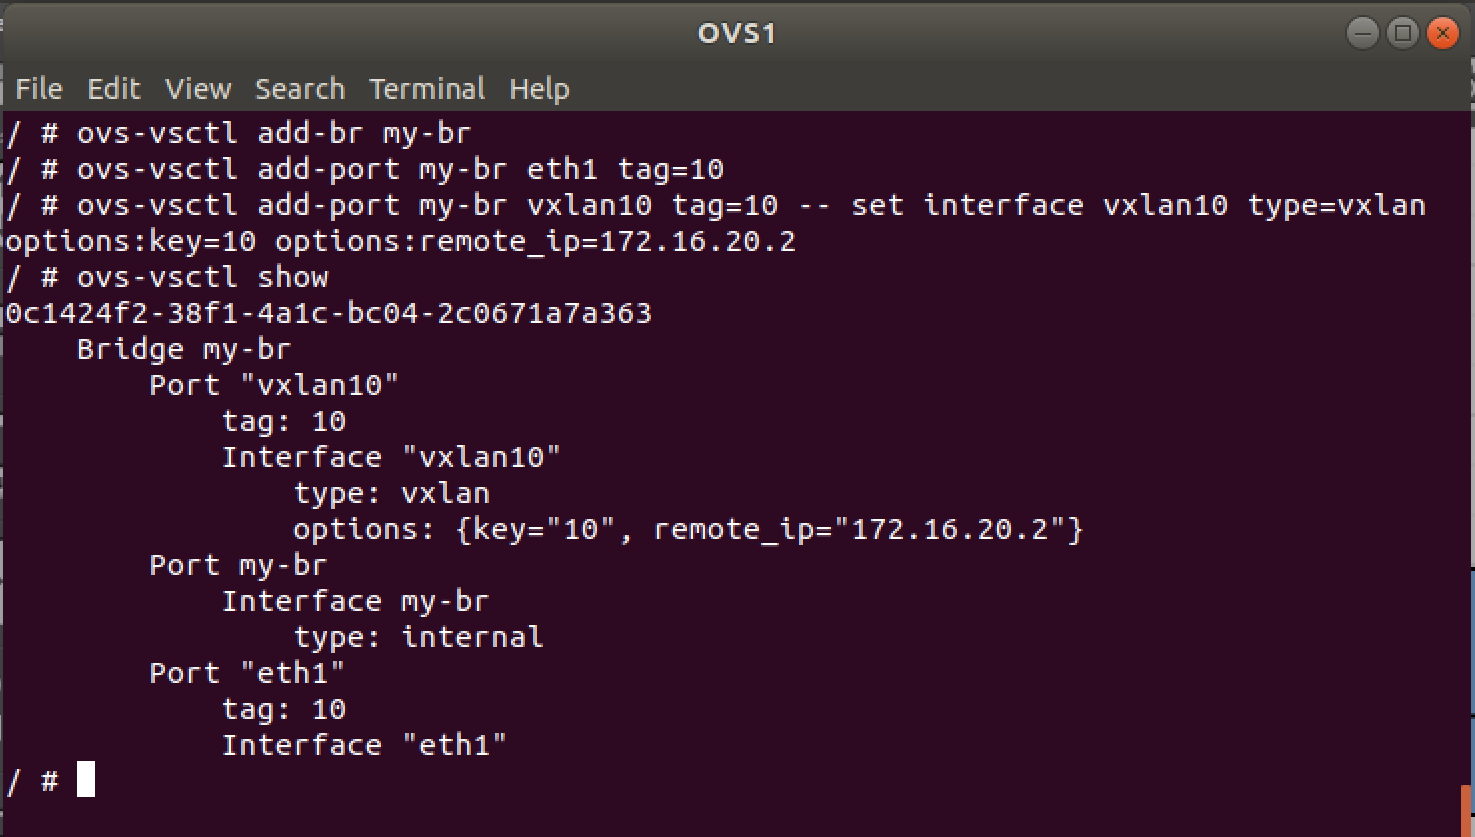 OVS1
File Edit View Search Terminal Help
/ # ovs-vsctl add-br my-br
/ # ovs-vsctl add-port my-br eth1 tag=10
/ # ovs-vsctl add-port my-br vxlan10 tag=10 -- set interface vxlan10 type=vxlan
options:key=10 options:remote_ip=172.16.20.2
/ # ovs-vsctl show
0c1424f2-38f1-4a1c-bc04-2c0671a7a363
    Bridge my-br
        Port "vxlan10"
            tag: 10
            Interface "vxlan10"
                type: vxlan
                options: {key="10", remote_ip="172.16.20.2"}
        Port my-br
            Interface my-br
                type: internal
        Port "eth1"
            tag: 10
            Interface "eth1"
/ #